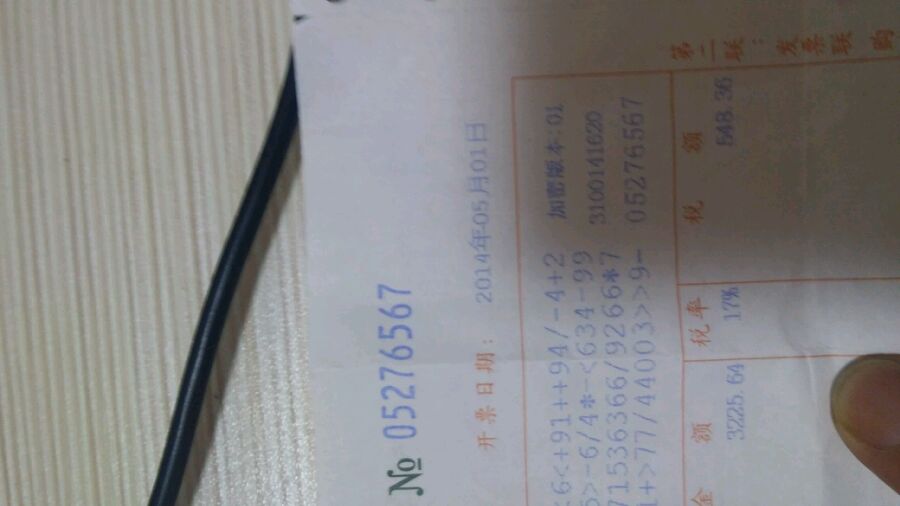 № 05276567
开票日期: 2014年05月01日
第二联:发票联 购
6<+91++94/-4+2 加密版本:01
>-6/4*-<634-99 3100141620
71536366/9266*7 05276567
+>77/44003>>9-
金 额 税率 税 额
3225.64 17% 548.36